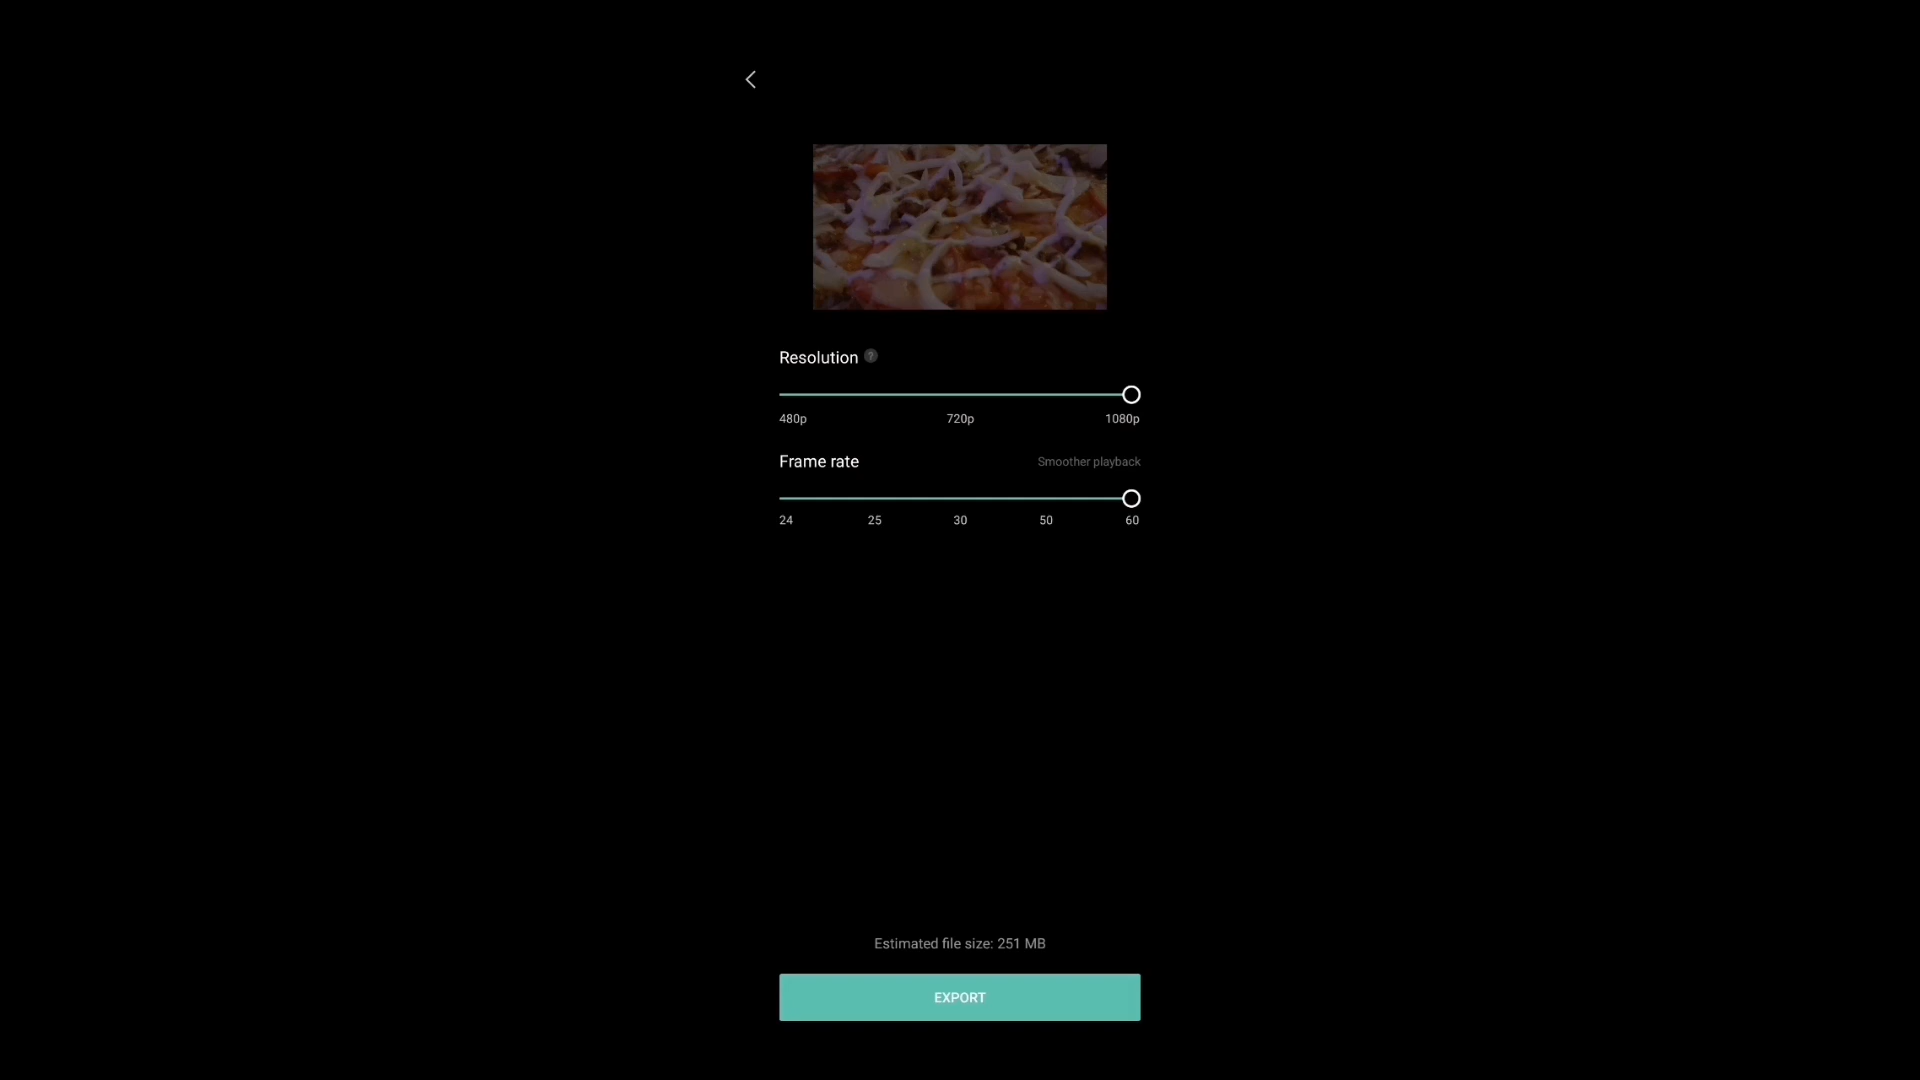 Resolution ?
480p 720p 1080p
Frame rate Smoother playback
24 25 30 50 60
Estimated file size: 251 MB
EXPORT